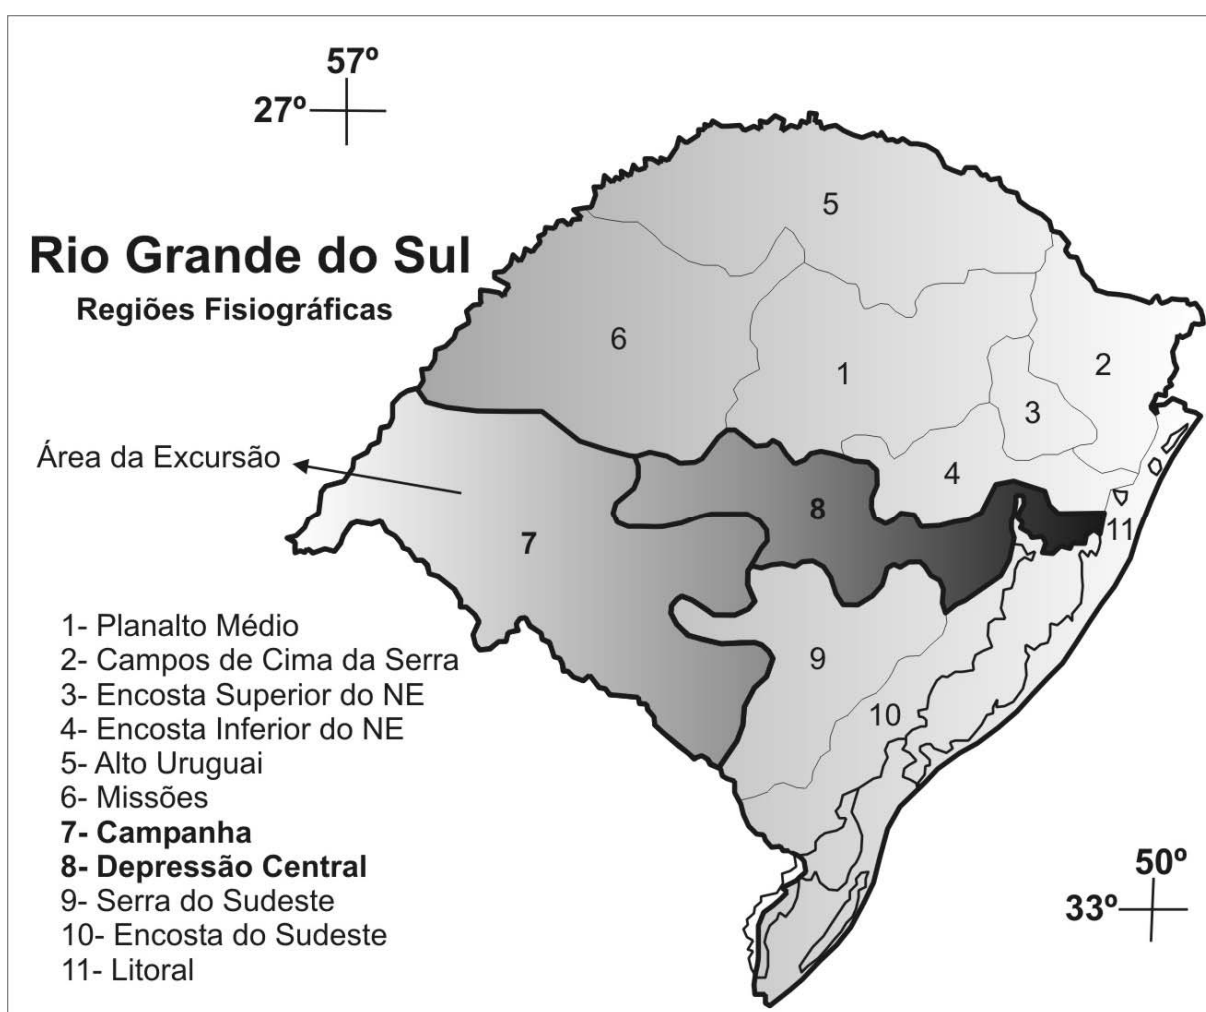 57º
27º
Rio Grande do Sul
Regiões Fisiográficas
Área da Excursão
5
6
1
2
3
4
8
11
7
9
10
1- Planalto Médio
2- Campos de Cima da Serra
3- Encosta Superior do NE
4- Encosta Inferior do NE
5- Alto Uruguai
6- Missões
7- Campanha
8- Depressão Central
9- Serra do Sudeste
10- Encosta do Sudeste
11- Litoral
50º
33º